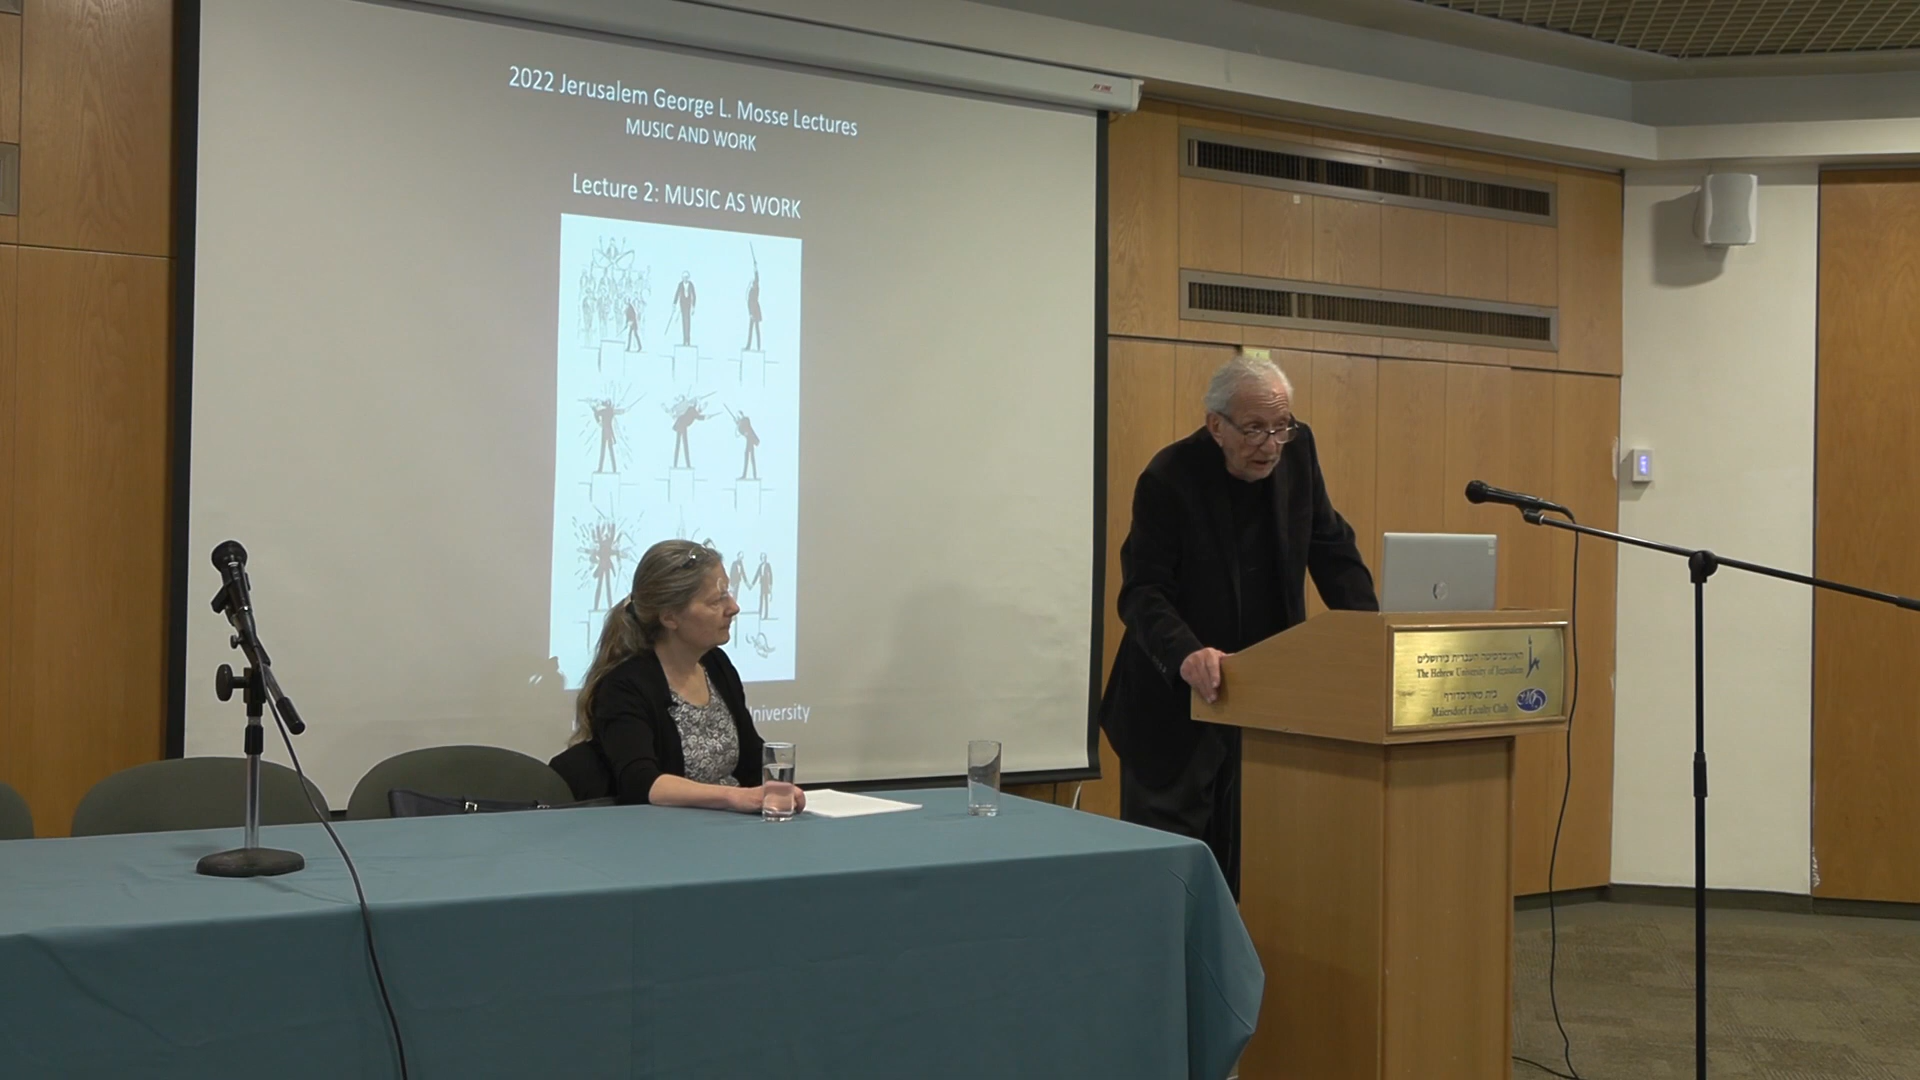 2022 Jerusalem George L. Mosse Lectures
MUSIC AND WORK
Lecture 2: MUSIC AS WORK
University
האוניברסיטה העברית בירושלים
The Hebrew University of Jerusalem
בית מאירסדורף
Maiersdorf Faculty Club